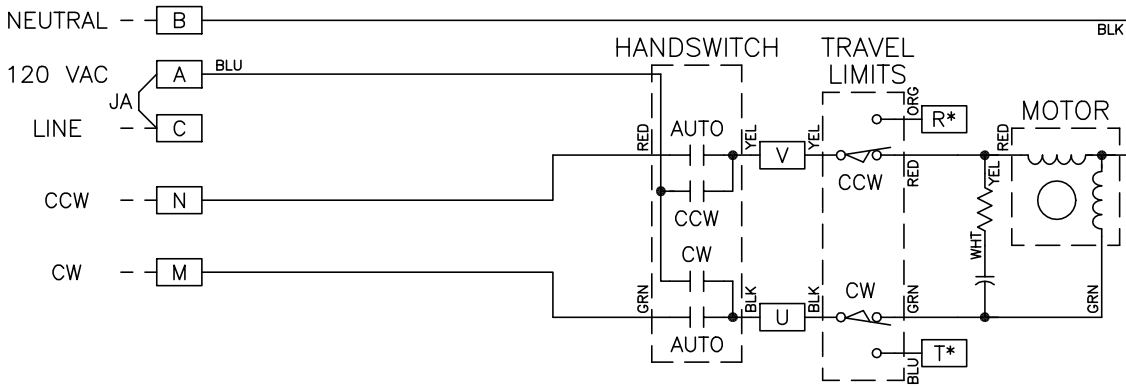 NEUTRAL
B
BLK
HANDSWITCH
TRAVEL
LIMITS
120 VAC
A
BLU
JA
LINE
C
ORG
R*
MOTOR
RED
AUTO
YEL
V
YEL
RED
YEL
RED
CCW
CCW
N
CCW
WHT
CW
CW
M
GRN
BLK
U
BLK
CW
GRN
GRN
AUTO
BLU
T*